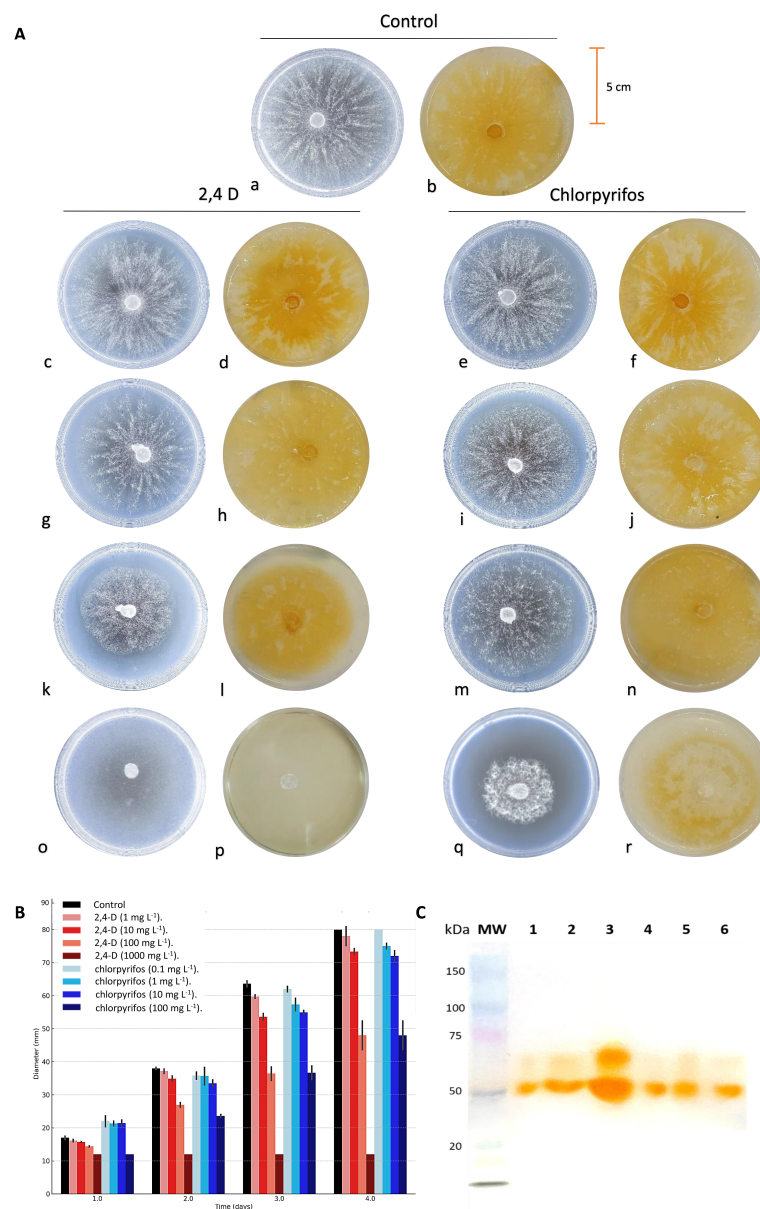 A
Control
5 cm
a
b
2,4 D
Chlorpyrifos
c
d
e
f
g
h
i
j
k
l
m
n
o
p
q
r
B
90
80
70
60
50
40
30
20
10
0
Diameter (mm)
Control
2,4-D (1 mg L-1).
2,4-D (10 mg L-1).
2,4-D (100 mg L-1).
2,4-D (1000 mg L-1).
chlorpyrifos (0.1 mg L-1).
chlorpyrifos (1 mg L-1).
chlorpyrifos (10 mg L-1).
chlorpyrifos (100 mg L-1).
1.0 2.0 3.0 4.0
Time (days)
C
kDa MW 1 2 3 4 5 6
150
100
75
50
20